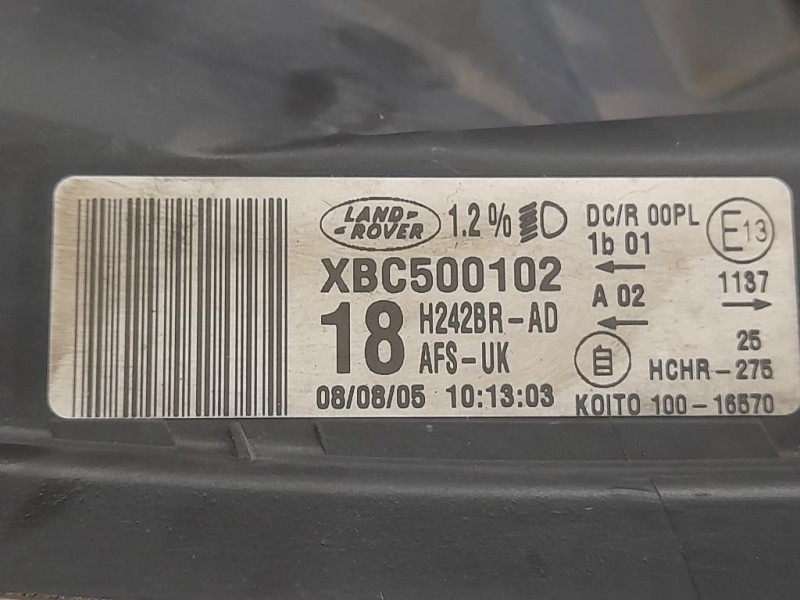 LAND-
-ROVER
1.2%
XBC500102
18
H242BR-AD
AFS-UK
08/08/05 10:13:03
DC/R 00PL
1b 01
A 02
E13
1137
25
HCHR-275
KOITO 100-16570